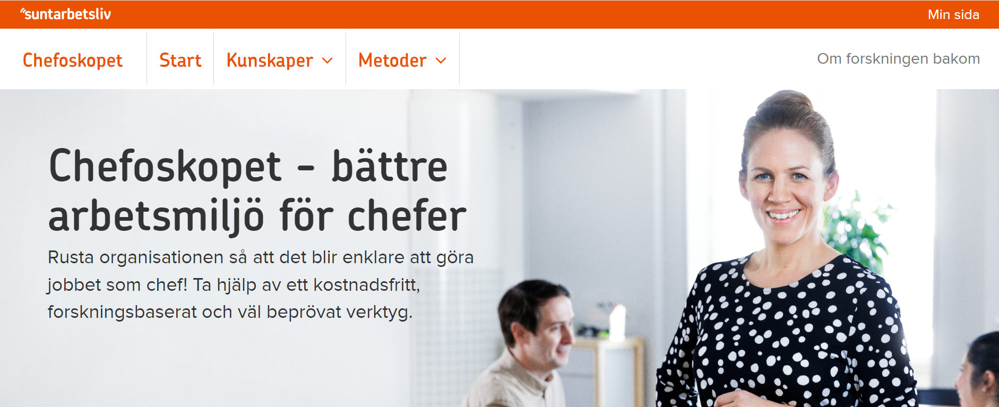 suntarbetsliv
Min sida
Chefoskopet
Start
Kunskaper
Metoder
Om forskningen bakom
Chefoskopet - bättre
arbetsmiljö för chefer
Rusta organisationen så att det blir enklare att göra
jobbet som chef! Ta hjälp av ett kostnadsfritt,
forskningsbaserat och väl beprövat verktyg.